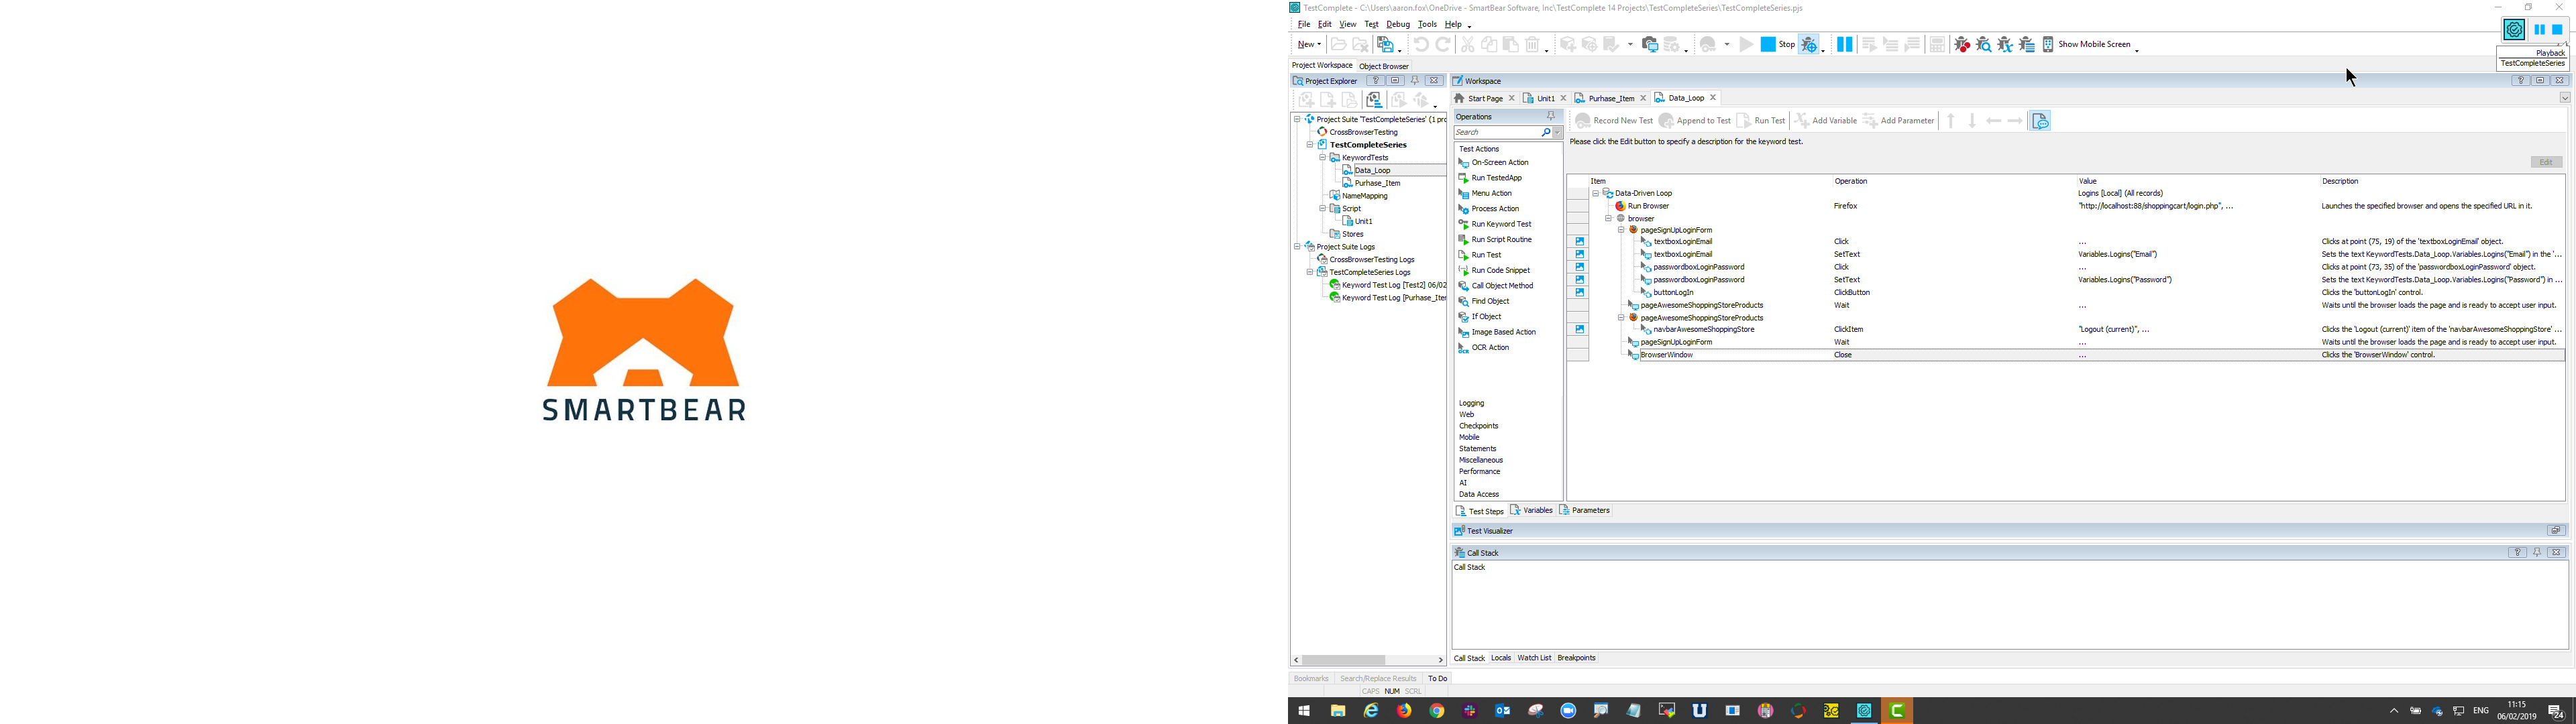 SMARTBEAR
TestComplete - C:\Users\aaron.fox\OneDrive - SmartBear Software, Inc\TestComplete 14 Projects\TestCompleteSeries\TestCompleteSeries.pjs
File Edit View Test Debug Tools Help
New Stop Show Mobile Screen
Playback
TestCompleteSeries
Project Workspace Object Browser
Project Explorer
Workspace
Start Page Unit1 Purhase_Item Data_Loop
Project Suite 'TestCompleteSeries' (1 pro
CrossBrowserTesting
TestCompleteSeries
KeywordTests
Data_Loop
Purhase_Item
NameMapping
Script
Unit1
Stores
Project Suite Logs
CrossBrowserTesting Logs
TestCompleteSeries Logs
Keyword Test Log [Test2] 06/02
Keyword Test Log [Purhase_Iter
Operations
Search
Test Actions
On-Screen Action
Run TestedApp
Menu Action
Process Action
Run Keyword Test
Run Script Routine
Run Test
Run Code Snippet
Call Object Method
Find Object
If Object
Image Based Action
OCR Action
Logging
Web
Checkpoints
Mobile
Statements
Miscellaneous
Performance
AI
Data Access
Record New Test Append to Test Run Test Add Variable Add Parameter
Please click the Edit button to specify a description for the keyword test.
Edit
Item Operation Value Description
Data-Driven Loop Logins [Local] (All records)
Run Browser Firefox "http://localhost:88/shoppingcart/login.php", ... Launches the specified browser and opens the specified URL in it.
browser
pageSignUpLoginForm
textboxLoginEmail Click ... Clicks at point (75, 19) of the 'textboxLoginEmail' object.
textboxLoginEmail SetText Variables.Logins("Email") Sets the text KeywordTests.Data_Loop.Variables.Logins("Email") in the '...
passwordboxLoginPassword Click ... Clicks at point (73, 35) of the 'passwordboxLoginPassword' object.
passwordboxLoginPassword SetText Variables.Logins("Password") Sets the text KeywordTests.Data_Loop.Variables.Logins("Password") in ...
buttonLogIn ClickButton Clicks the 'buttonLogIn' control.
pageAwesomeShoppingStoreProducts Wait ... Waits until the browser loads the page and is ready to accept user input.
pageAwesomeShoppingStoreProducts
navbarAwesomeShoppingStore ClickItem "Logout (current)", ... Clicks the 'Logout (current)' item of the 'navbarAwesomeShoppingStore' ...
pageSignUpLoginForm Wait ... Waits until the browser loads the page and is ready to accept user input.
BrowserWindow Close ... Clicks the 'BrowserWindow' control.
Test Steps Variables Parameters
Test Visualizer
Call Stack
Call Stack
Call Stack Locals Watch List Breakpoints
Bookmarks Search/Replace Results To Do
CAPS NUM SCRL
ENG
11:15
06/02/2019
24